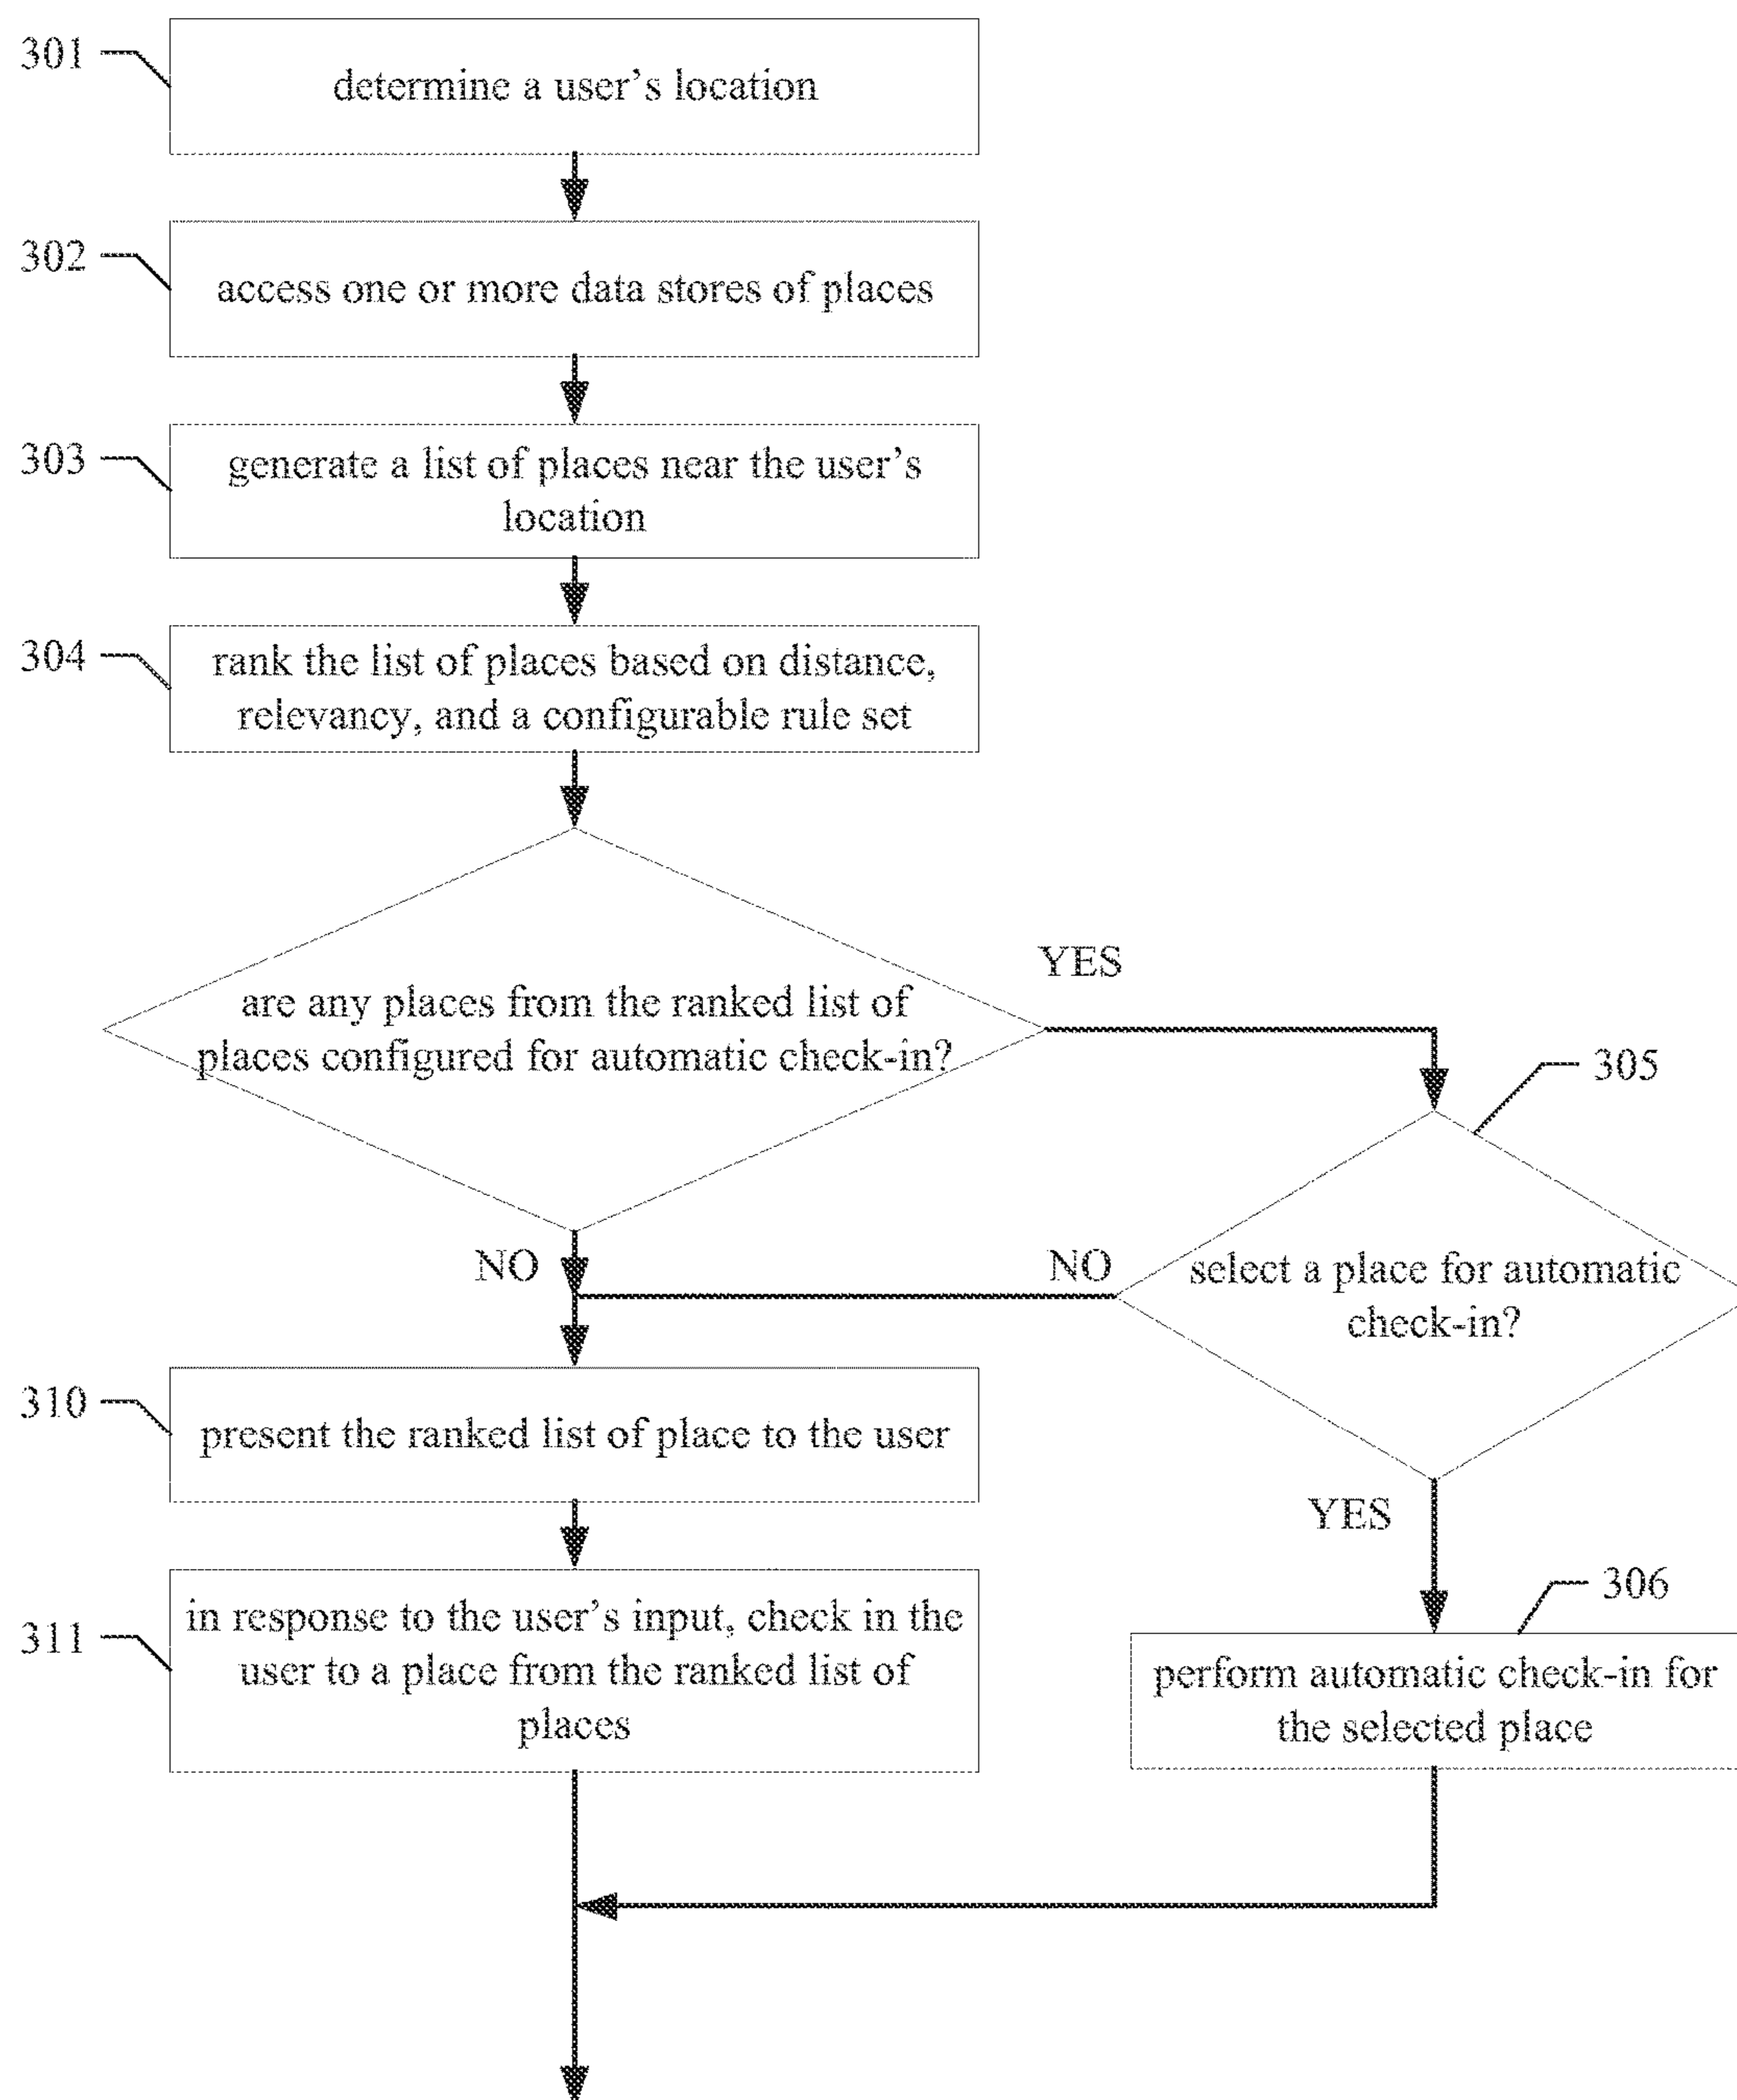 301
determine a user's location
302
access one or more data stores of places
303
generate a list of places near the user's
location
304
rank the list of places based on distance,
relevancy, and a configurable rule set
are any places from the ranked list of
places configured for automatic check-in?
YES
NO
305
select a place for automatic
check-in?
NO
YES
310
present the ranked list of place to the user
311
in response to the user's input, check in the
user to a place from the ranked list of
places
306
perform automatic check-in for
the selected place